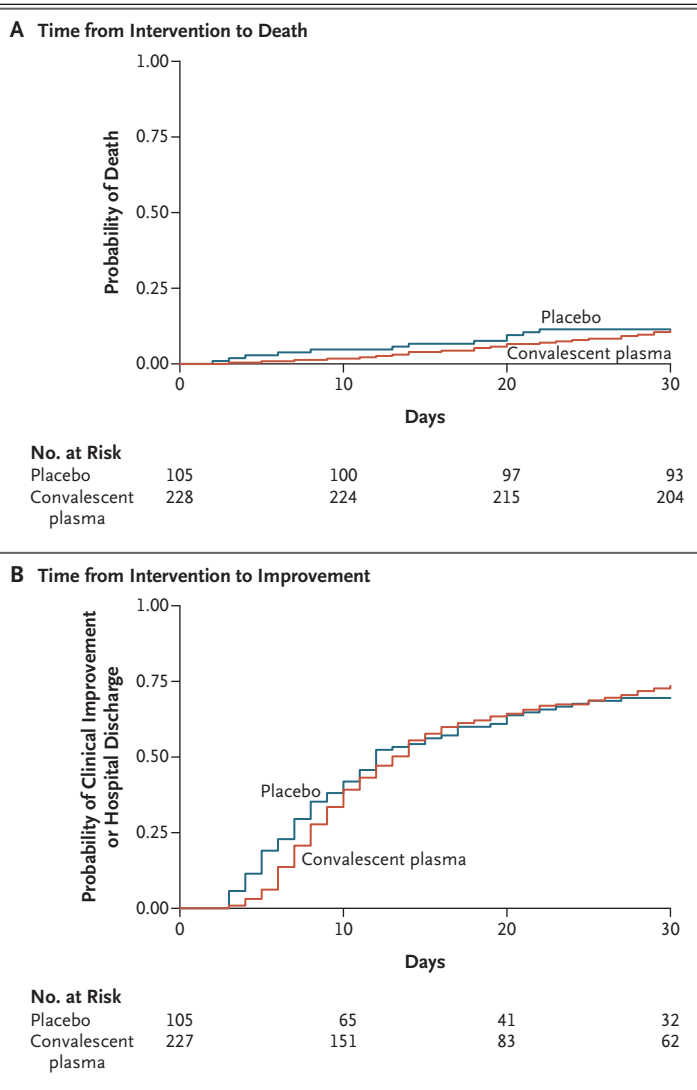 A Time from Intervention to Death
1.00
0.75
0.50
0.25
0.00
Probability of Death
Placebo
Convalescent plasma
0 10 20 30
Days
No. at Risk
Placebo 105 100 97 93
Convalescent 228 224 215 204
plasma
B Time from Intervention to Improvement
1.00
0.75
0.50
0.25
0.00
Probability of Clinical Improvement
or Hospital Discharge
Placebo
Convalescent plasma
0 10 20 30
Days
No. at Risk
Placebo 105 65 41 32
Convalescent 227 151 83 62
plasma